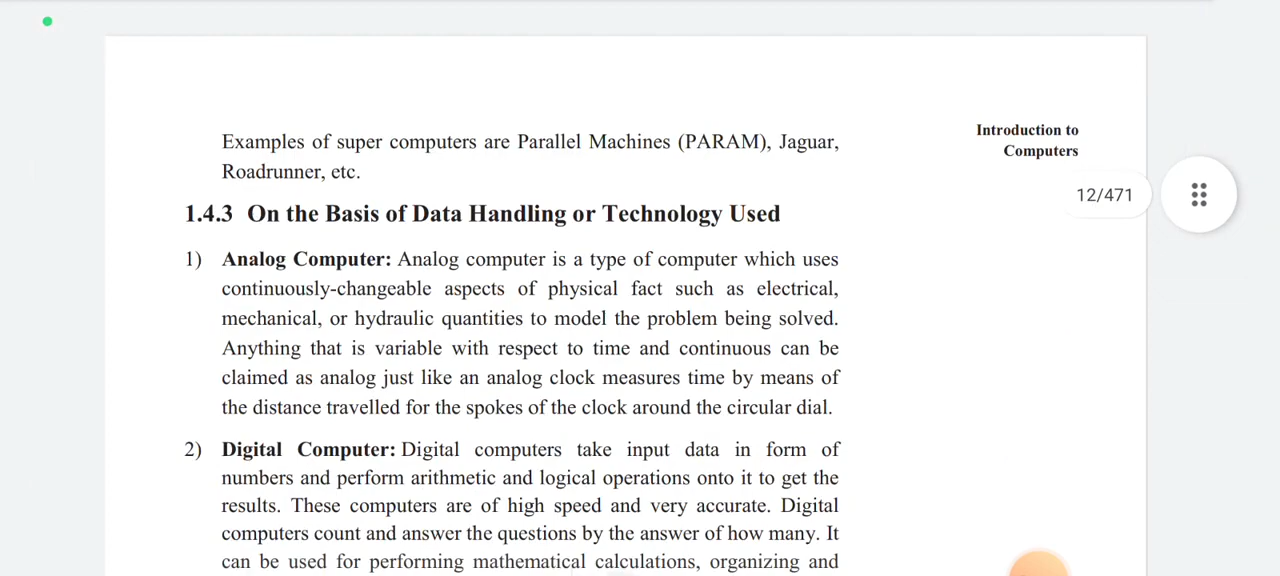 Examples of super computers are Parallel Machines (PARAM), Jaguar,
Roadrunner, etc.
Introduction to
Computers
12/471
1.4.3 On the Basis of Data Handling or Technology Used
1) Analog Computer: Analog computer is a type of computer which uses
continuously-changeable aspects of physical fact such as electrical,
mechanical, or hydraulic quantities to model the problem being solved.
Anything that is variable with respect to time and continuous can be
claimed as analog just like an analog clock measures time by means of
the distance travelled for the spokes of the clock around the circular dial.
2) Digital Computer: Digital computers take input data in form of
numbers and perform arithmetic and logical operations onto it to get the
results. These computers are of high speed and very accurate. Digital
computers count and answer the questions by the answer of how many. It
can be used for performing mathematical calculations, organizing and